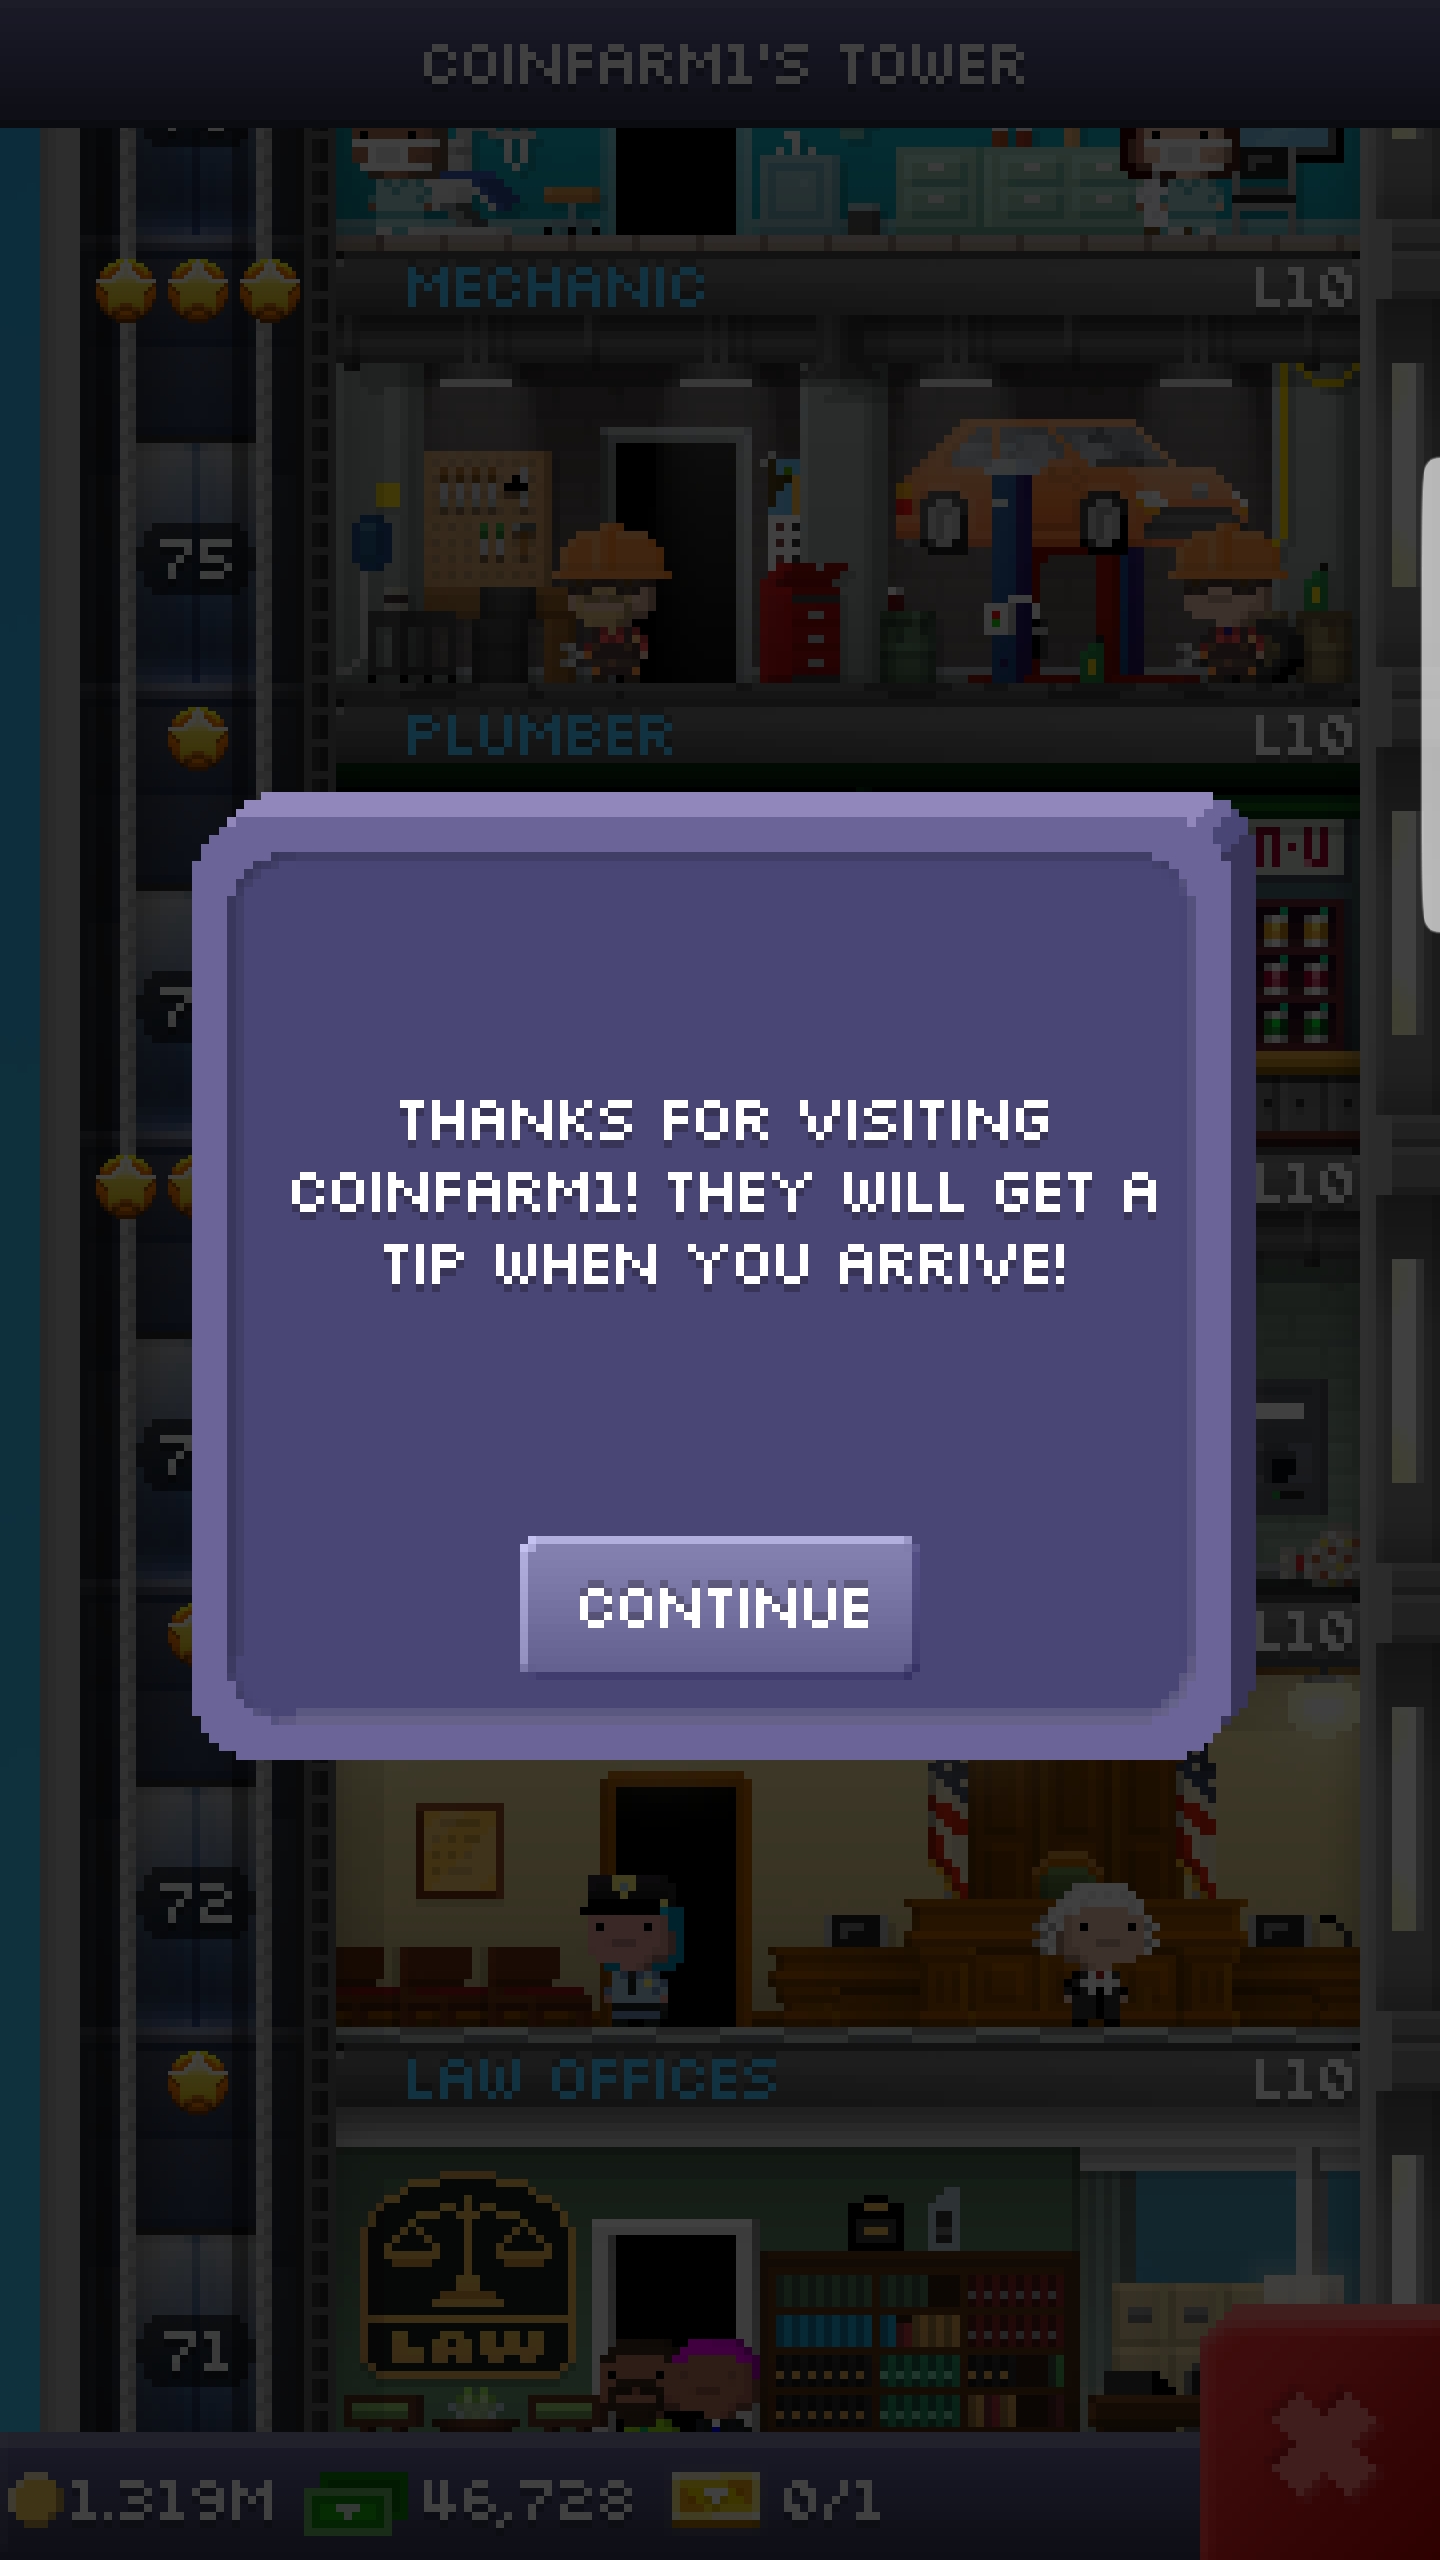 COINFARM1'S TOWER
MECHANIC L10
75
PLUMBER L10
THANKS FOR VISITING
COINFARM1! THEY WILL GET A
TIP WHEN YOU ARRIVE!
L10
CONTINUE
L10
72
LAW OFFICES L10
LAW
71
1.319M 46,728 0/1